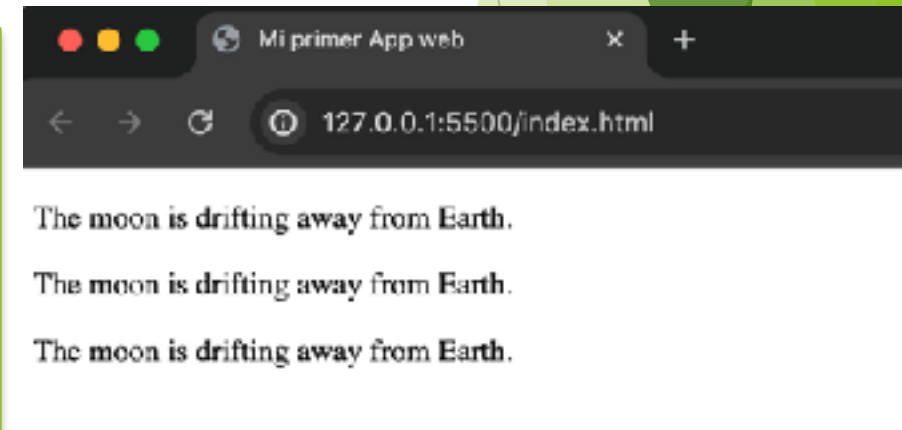 Mi primer App web
127.0.0.1:5500/index.html
The moon is drifting away from Earth.
The moon is drifting away from Earth.
The moon is drifting away from Earth.